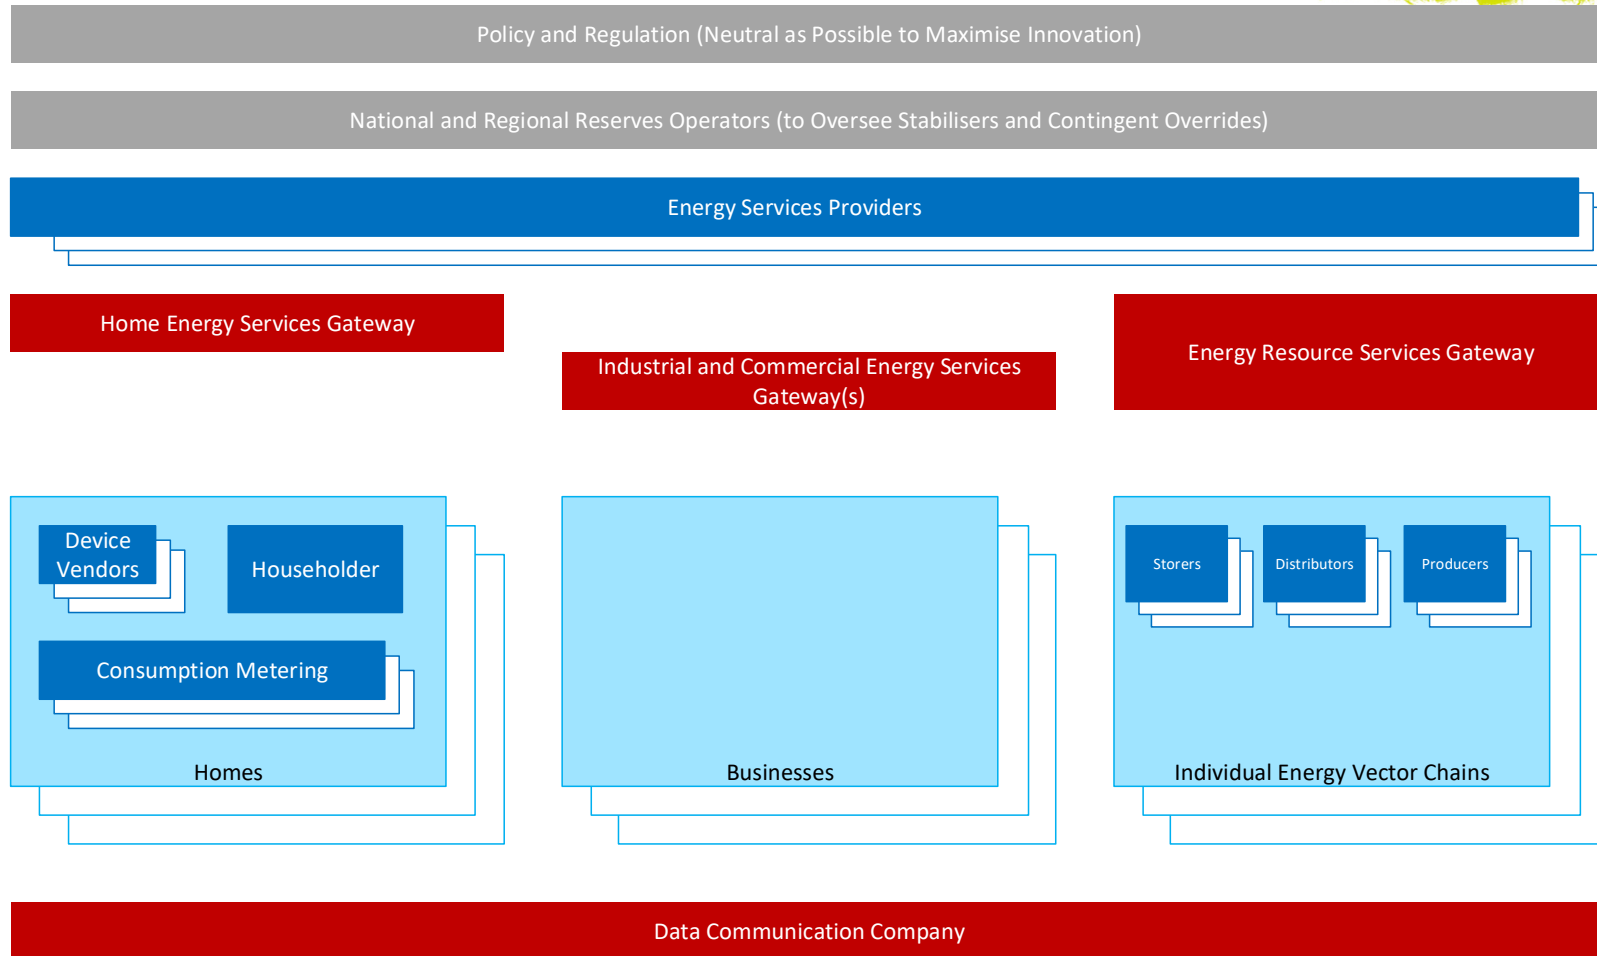 Policy and Regulation (Neutral as Possible to Maximise Innovation)
National and Regional Reserves Operators (to Oversee Stabilisers and Contingent Overrides)
Energy Services Providers
Home Energy Services Gateway
Industrial and Commercial Energy Services
Gateway(s)
Energy Resource Services Gateway
Device
Vendors
Householder
Consumption Metering
Homes
Businesses
Storers
Distributors
Producers
Individual Energy Vector Chains
Data Communication Company